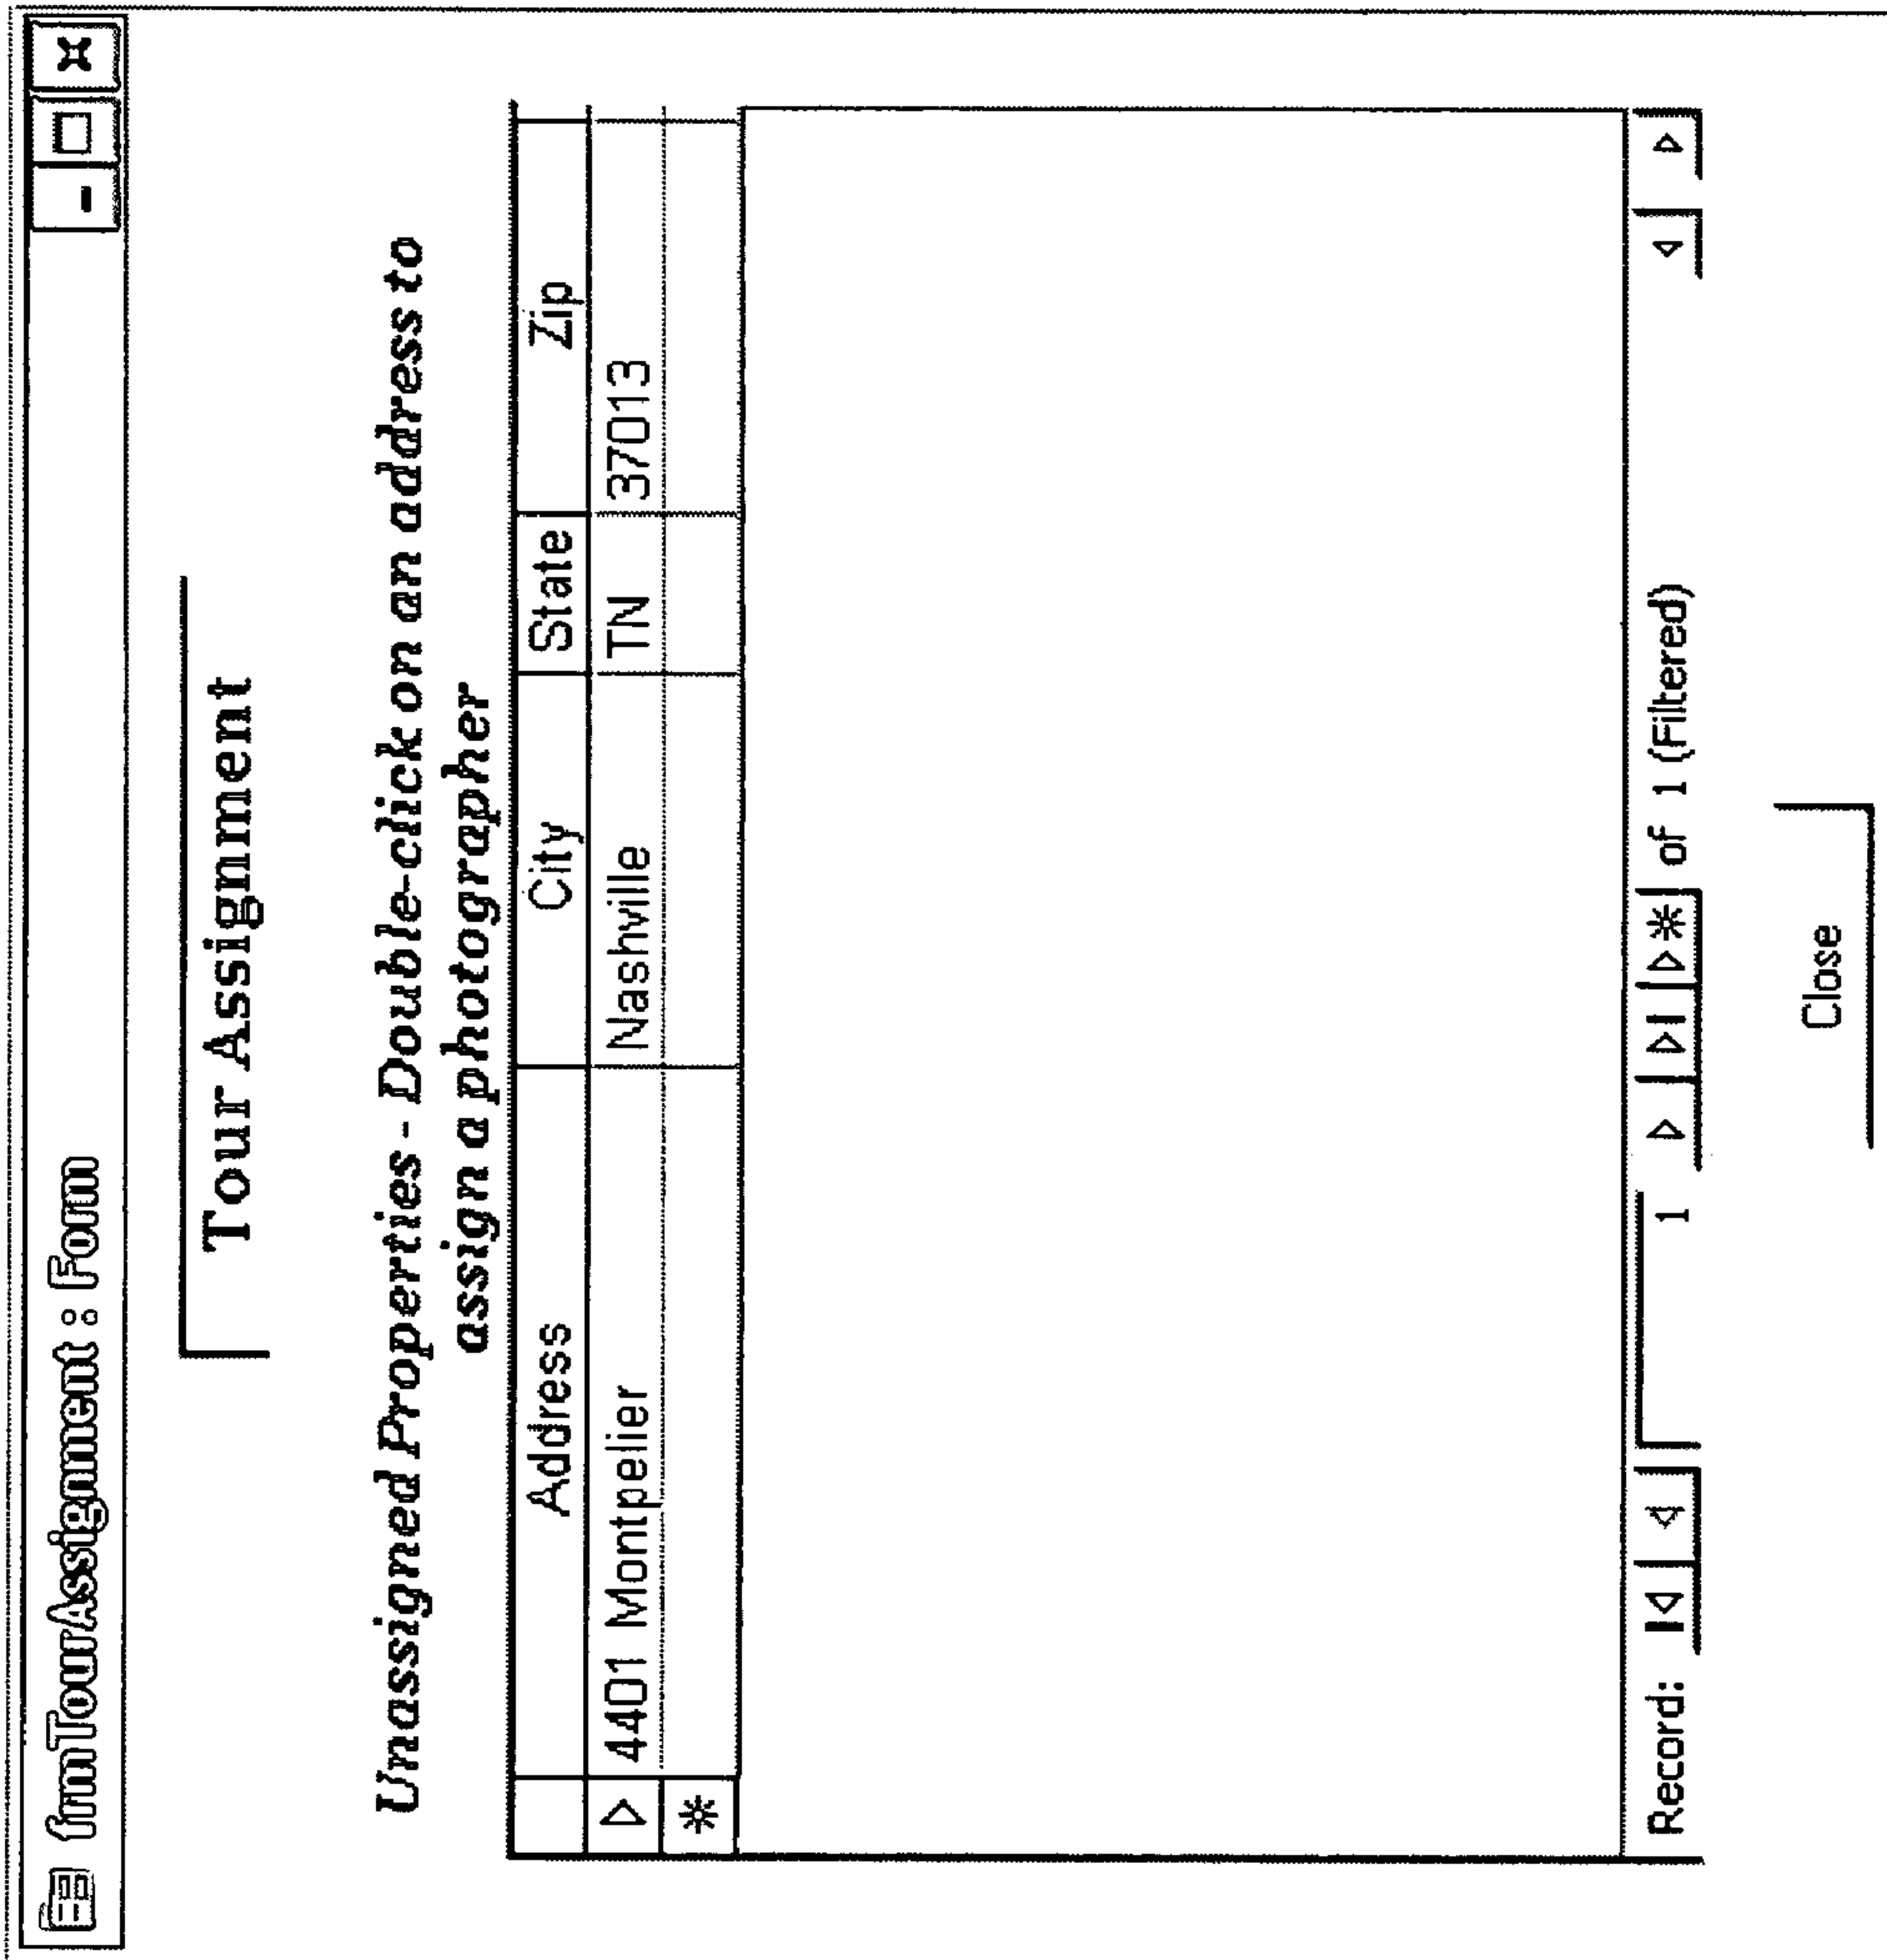 frmTourAssignment : Form
Tour Assignment
Unassigned Properties - Double-click on an address to
assign a photographer
Address City State Zip
4401 Montpelier Nashville TN 37013
Record: 1 of 1 (Filtered)
Close